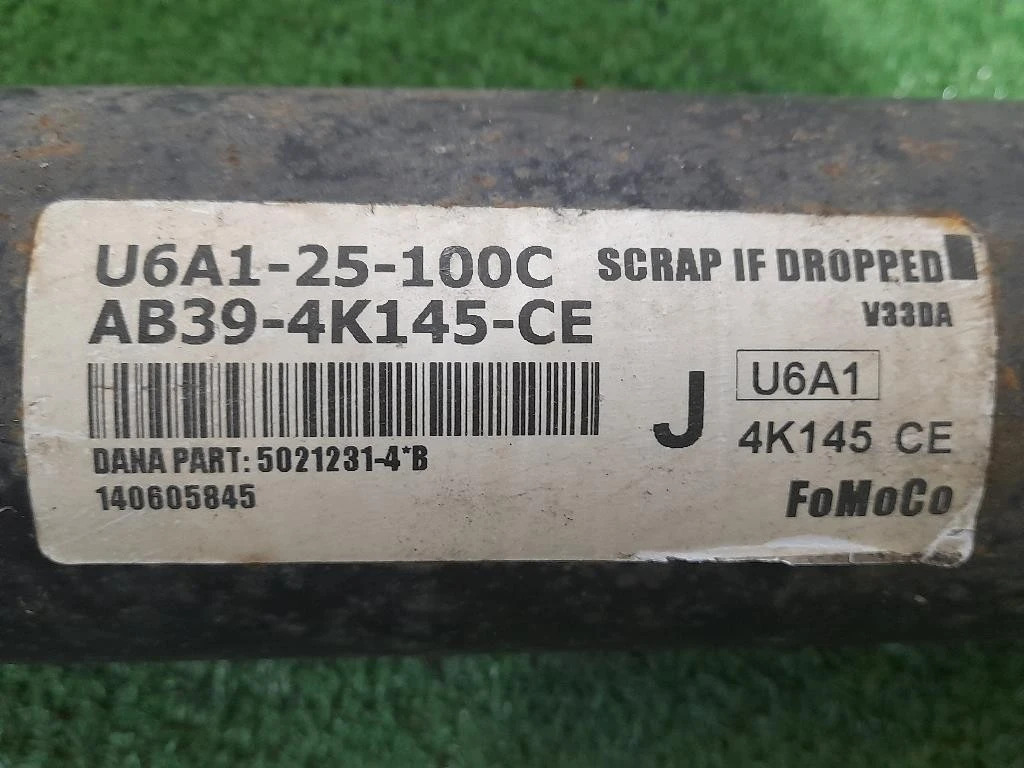 U6A1-25-100C
AB39-4K145-CE
SCRAP IF DROPPED
V33DA
J
U6A1
4K145 CE
DANA PART: 5021231-4*B
140605845
FoMoCo